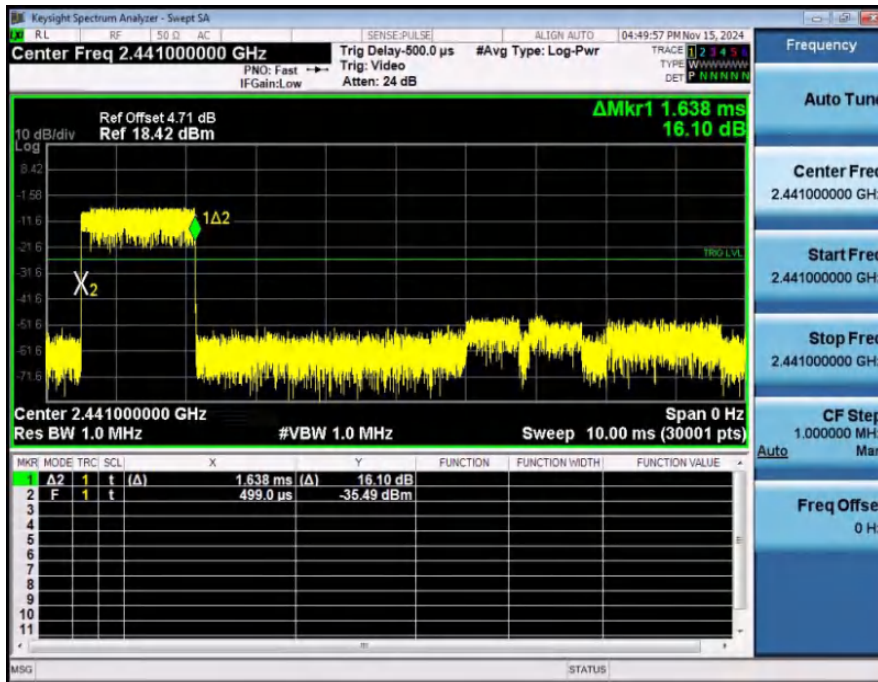 Keysight Spectrum Analyzer - Swept SA
RL RF 50 Ω AC SENSE:PULSE ALIGN AUTO 04:49:57 PM Nov 15, 2024
Center Freq 2.441000000 GHz
PNO: Fast
IFGain:Low
Trig Delay-500.0 µs
Trig: Video
Atten: 24 dB
#Avg Type: Log-Pwr
TRACE 1 2 3 4 5 6
TYPE W
DET P N N N N N
Frequency
Auto Tune
ΔMkr1 1.638 ms
16.10 dB
Ref Offset 4.71 dB
Ref 18.42 dBm
10 dB/div
Log
8.42
-1.58
-11.6
-21.6
-31.6
-41.6
-51.6
-61.6
-71.6
1Δ2
TRIG LVL
X2
Center 2.441000000 GHz
Span 0 Hz
Res BW 1.0 MHz
#VBW 1.0 MHz
Sweep 10.00 ms (30001 pts)
Center Freq
2.441000000 GHz
Start Freq
2.441000000 GHz
Stop Freq
2.441000000 GHz
CF Step
1.000000 MHz
Auto Man
Freq Offset
0 Hz
MKR MODE TRC SCL X Y FUNCTION FUNCTION WIDTH FUNCTION VALUE
1 Δ2 1 t (Δ) 1.638 ms (Δ) 16.10 dB
2 F 1 t 499.0 µs -35.49 dBm
3
4
5
6
7
8
9
10
11
MSG STATUS